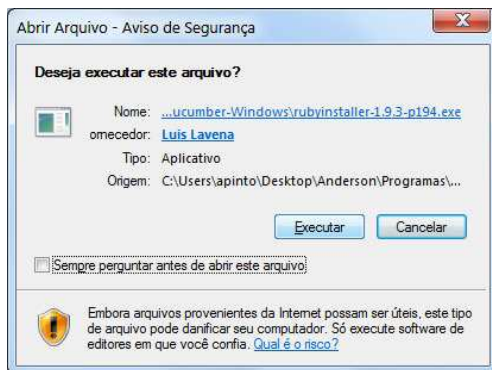 Abrir Arquivo - Aviso de Segurança
Deseja executar este arquivo?
Nome: ...ucumber-Windows\rubyinstaller-1.9.3-p194.exe
omecedor: Luis Lavena
Tipo: Aplicativo
Origem: C:\Users\apinto\Desktop\Anderson\Programas\...
Executar Cancelar
Sempre perguntar antes de abrir este arquivo
Embora arquivos provenientes da Internet possam ser úteis, este tipo
de arquivo pode danificar seu computador. Só execute software de
editores em que você confia. Qual é o risco?